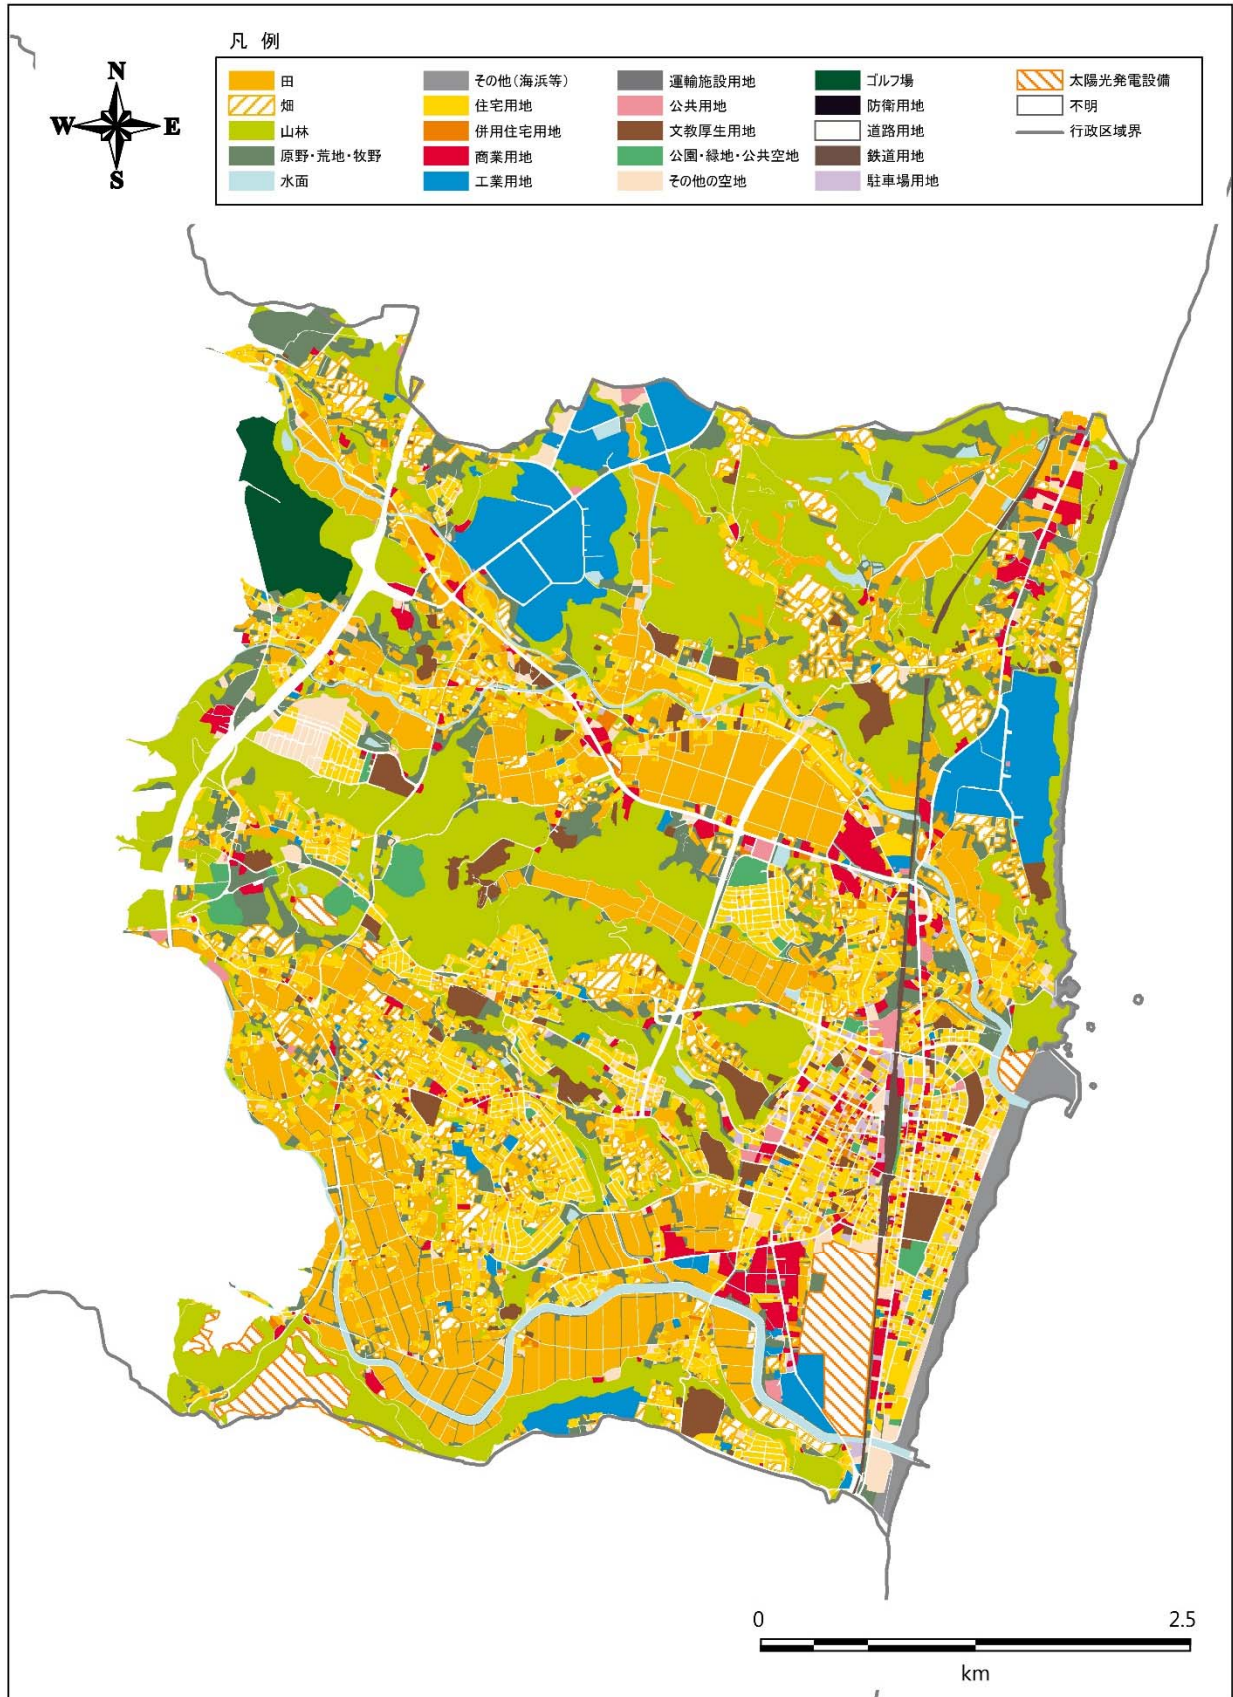 凡 例
N
W E
S
田
畑
山林
原野・荒地・牧野
水面
その他(海浜等)
住宅用地
併用住宅用地
商業用地
工業用地
運輸施設用地
公共用地
文教厚生用地
公園・緑地・公共空地
その他の空地
ゴルフ場
防衛用地
道路用地
鉄道用地
駐車場用地
太陽光発電設備
不明
行政区域界
0 2.5
km